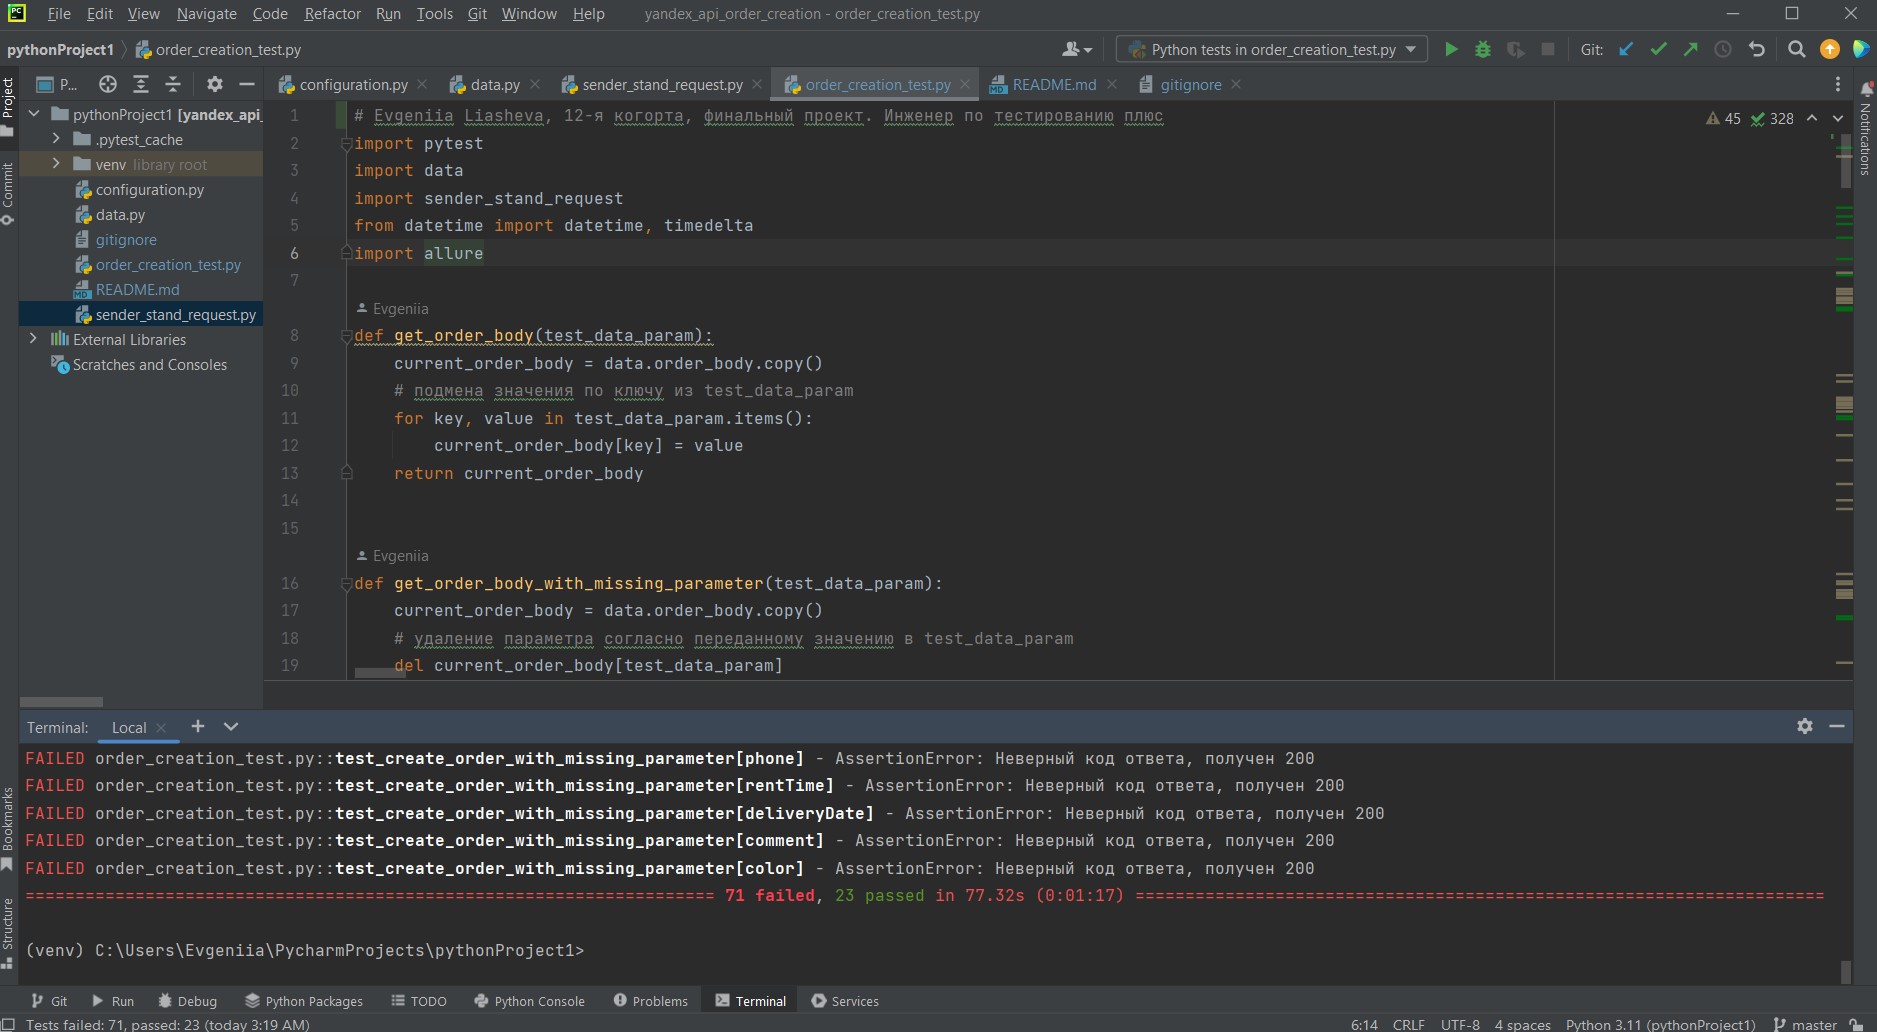 File Edit View Navigate Code Refactor Run Tools Git Window Help yandex_api_order_creation - order_creation_test.py
pythonProject1 order_creation_test.py Python tests in order_creation_test.py Git:
P... configuration.py data.py sender_stand_request.py order_creation_test.py README.md gitignore
Project
Commit
Bookmarks
Structure
pythonProject1 [yandex_api_
.pytest_cache
venv library root
configuration.py
data.py
gitignore
order_creation_test.py
README.md
sender_stand_request.py
External Libraries
Scratches and Consoles
45 328
Notifications
1 # Evgeniia Liasheva, 12-я когорта, финальный проект. Инженер по тестированию плюс
2 import pytest
3 import data
4 import sender_stand_request
5 from datetime import datetime, timedelta
6 import allure
7
Evgeniia
8 def get_order_body(test_data_param):
9 current_order_body = data.order_body.copy()
10 # подмена значения по ключу из test_data_param
11 for key, value in test_data_param.items():
12 current_order_body[key] = value
13 return current_order_body
14
15
Evgeniia
16 def get_order_body_with_missing_parameter(test_data_param):
17 current_order_body = data.order_body.copy()
18 # удаление параметра согласно переданному значению в test_data_param
19 del current_order_body[test_data_param]
Terminal: Local
FAILED order_creation_test.py::test_create_order_with_missing_parameter[phone] - AssertionError: Неверный код ответа, получен 200
FAILED order_creation_test.py::test_create_order_with_missing_parameter[rentTime] - AssertionError: Неверный код ответа, получен 200
FAILED order_creation_test.py::test_create_order_with_missing_parameter[deliveryDate] - AssertionError: Неверный код ответа, получен 200
FAILED order_creation_test.py::test_create_order_with_missing_parameter[comment] - AssertionError: Неверный код ответа, получен 200
FAILED order_creation_test.py::test_create_order_with_missing_parameter[color] - AssertionError: Неверный код ответа, получен 200
===================================================================== 71 failed, 23 passed in 77.32s (0:01:17) =====================================================================
(venv) C:\Users\Evgeniia\PycharmProjects\pythonProject1>
Git Run Debug Python Packages TODO Python Console Problems Terminal Services
Tests failed: 71, passed: 23 (today 3:19 AM) 6:14 CRLF UTF-8 4 spaces Python 3.11 (pythonProject1) master